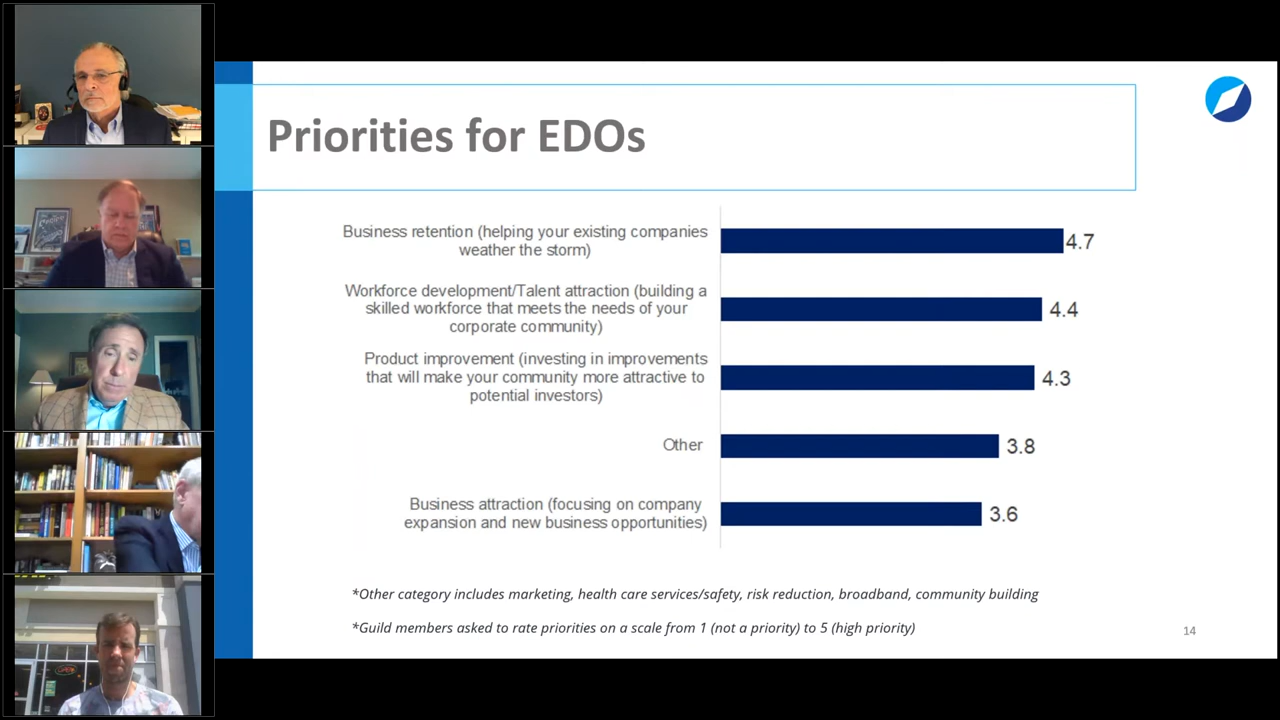 Priorities for EDOs
Business retention (helping your existing companies
weather the storm)
4.7
Workforce development/Talent attraction (building a
skilled workforce that meets the needs of your
corporate community)
4.4
Product improvement (investing in improvements
that will make your community more attractive to
potential investors)
4.3
Other
3.8
Business attraction (focusing on company
expansion and new business opportunities)
3.6
*Other category includes marketing, health care services/safety, risk reduction, broadband, community building
*Guild members asked to rate priorities on a scale from 1 (not a priority) to 5 (high priority)
14